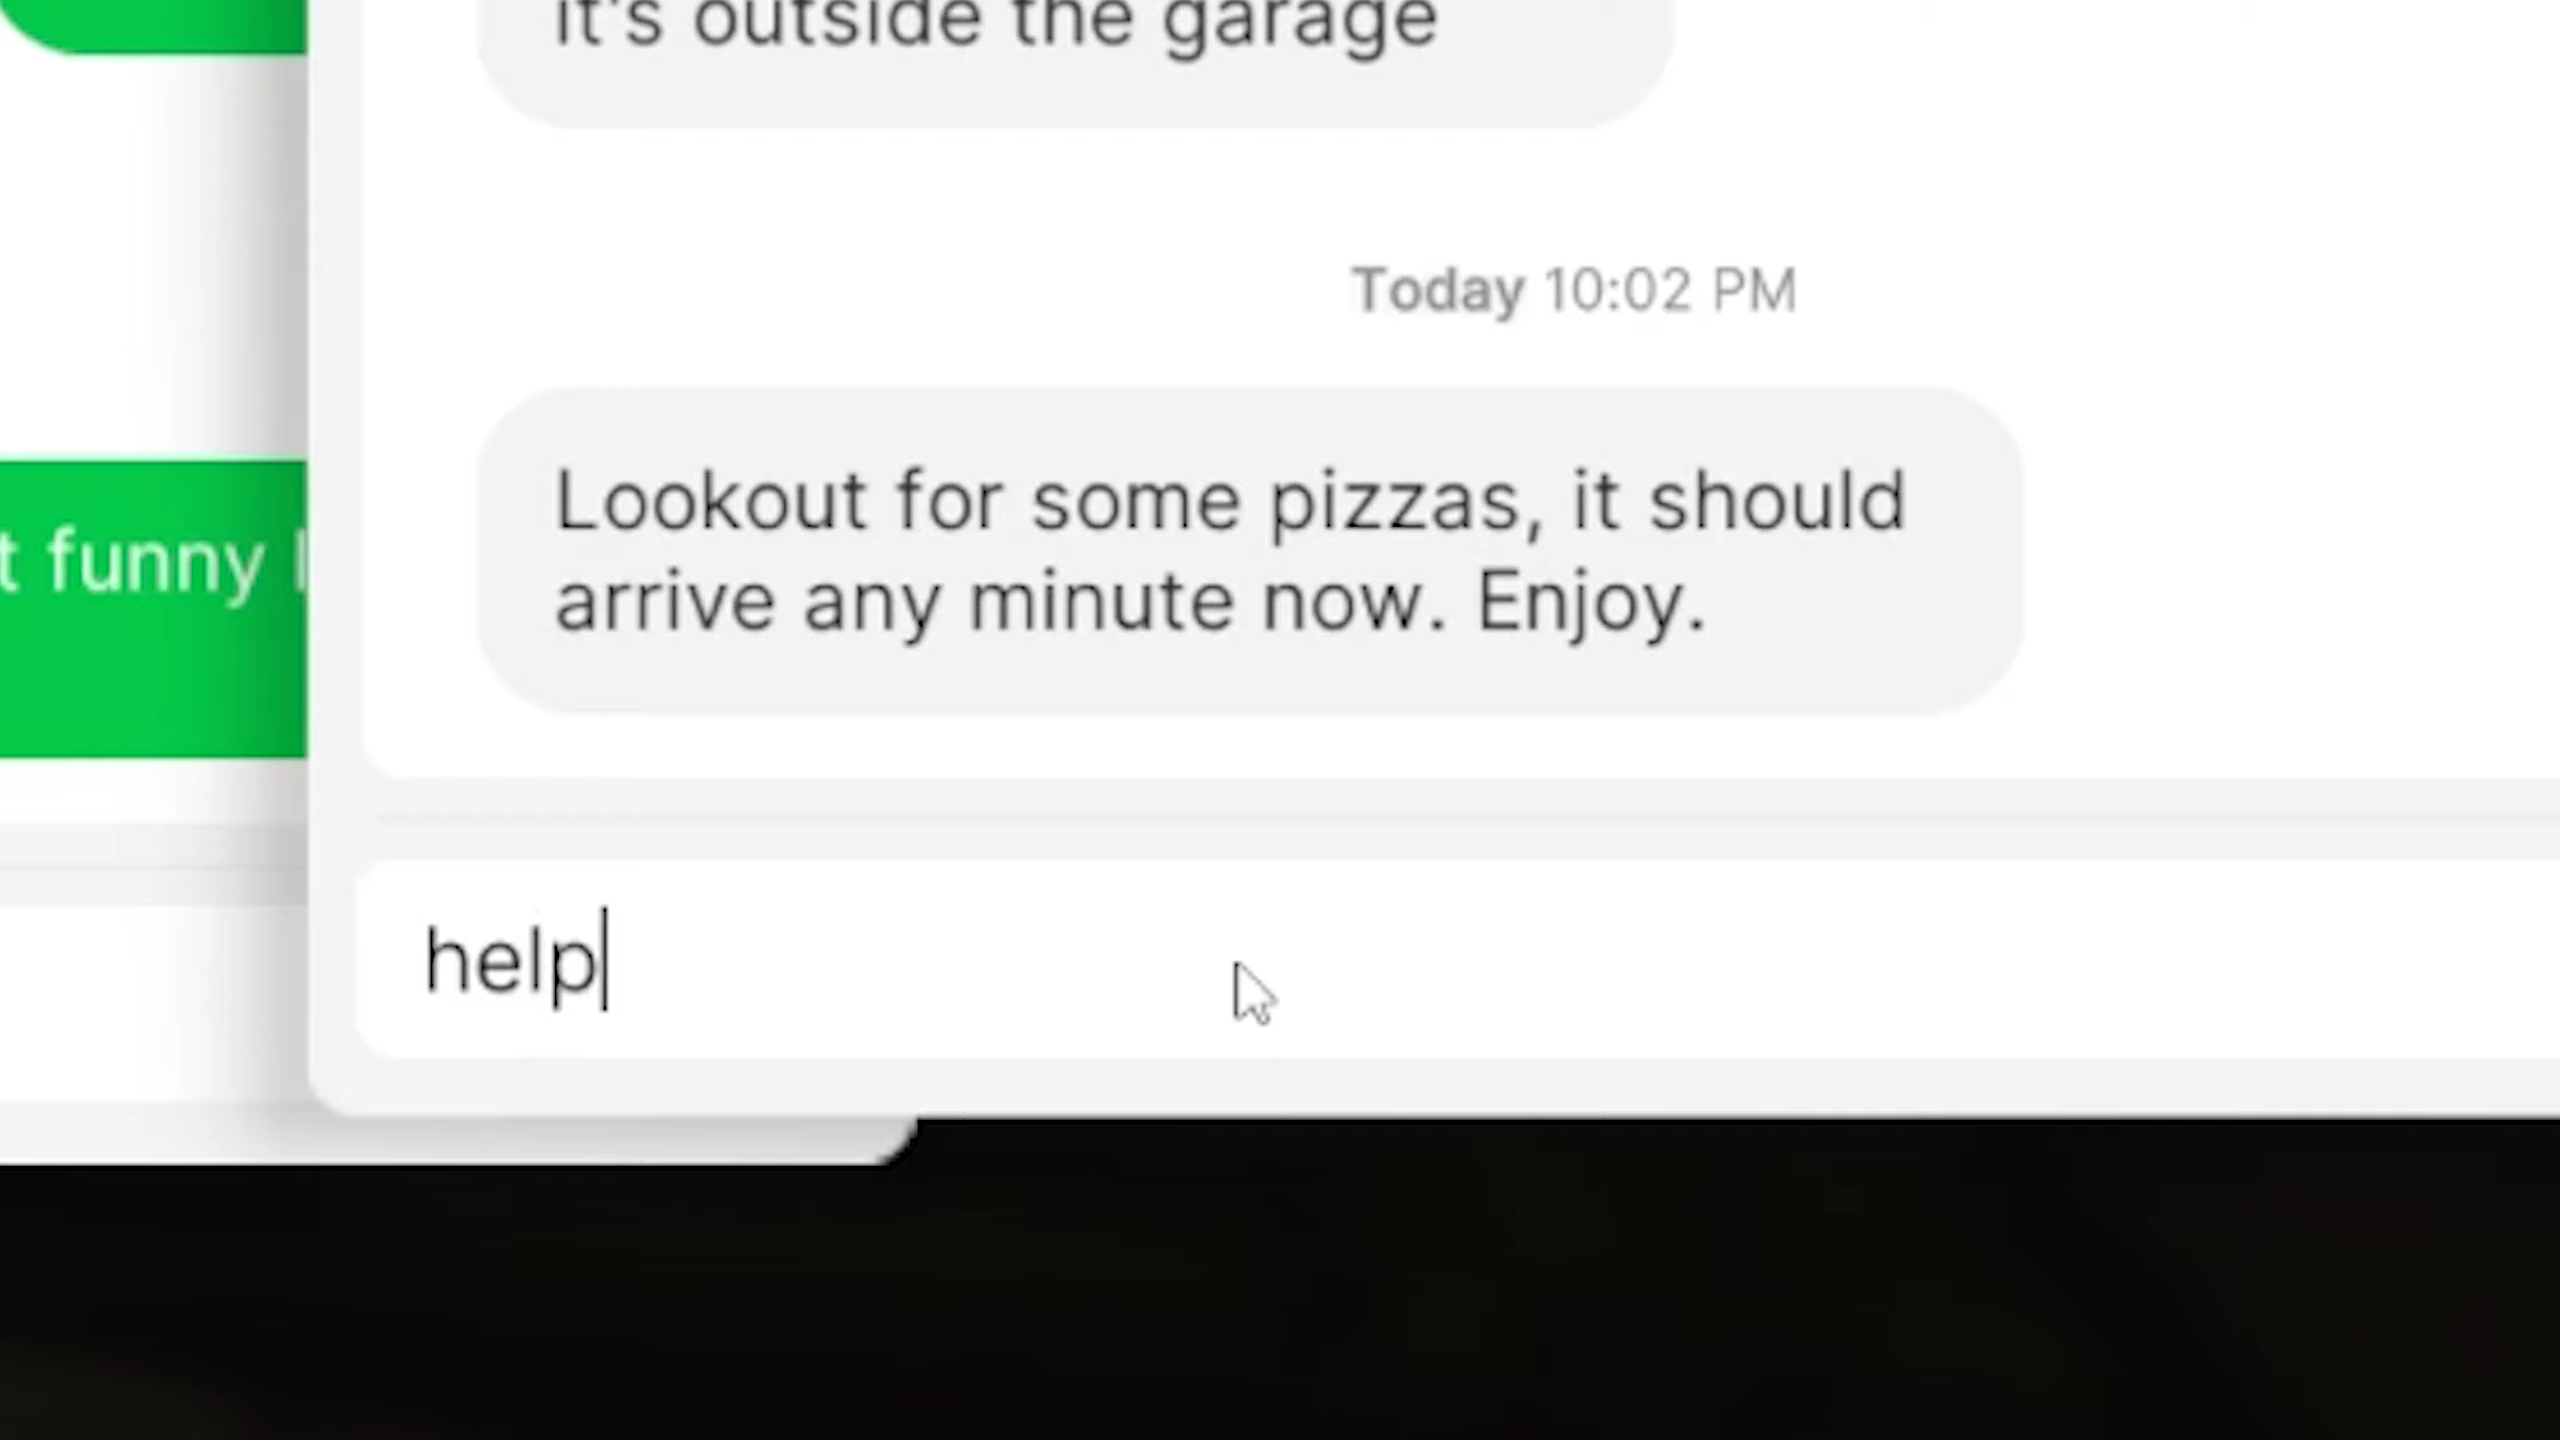 it's outside the garage
Today 10:02 PM
Lookout for some pizzas, it should
arrive any minute now. Enjoy.
funny
help